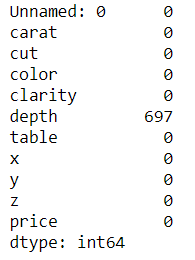 Unnamed: 0 0
carat 0
cut 0
color 0
clarity 0
depth 697
table 0
x 0
y 0
z 0
price 0
dtype: int64